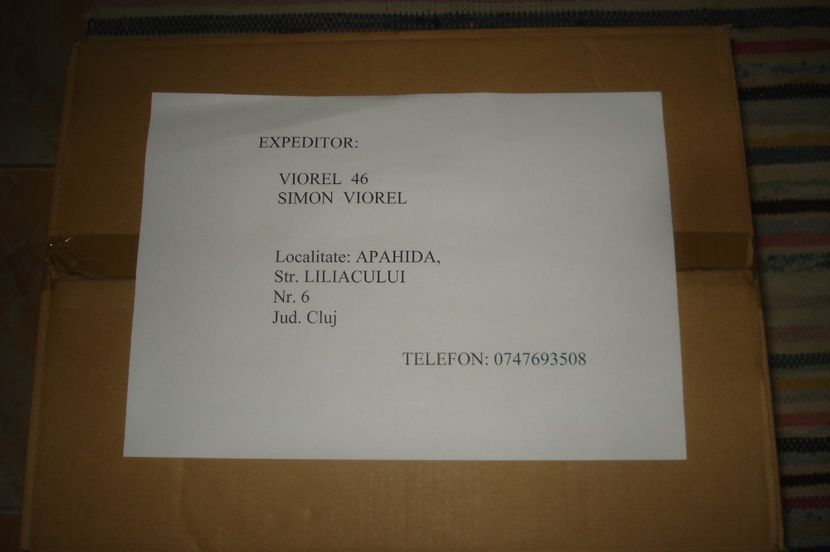 EXPEDITOR:
VIOREL 46
SIMON VIOREL
Localitate: APAHIDA,
Str. LILIACULUI
Nr. 6
Jud. Cluj
TELEFON: 0747693508